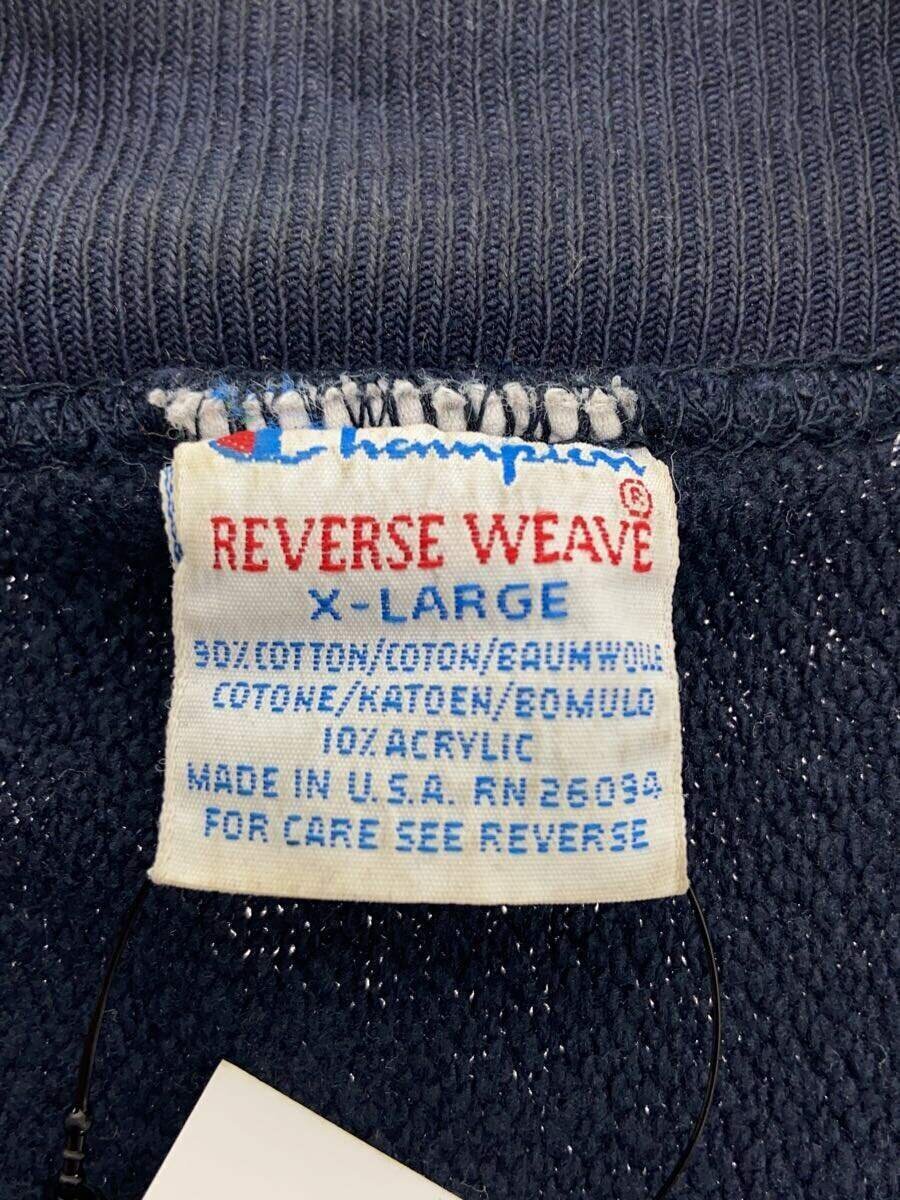 Champion
®
REVERSE WEAVE
X-LARGE
90% COTTON/COTON/BAUMWOLLE
COTONE/KATOEN/BOMULD
10% ACRYLIC
MADE IN U.S.A. RN 26094
FOR CARE SEE REVERSE